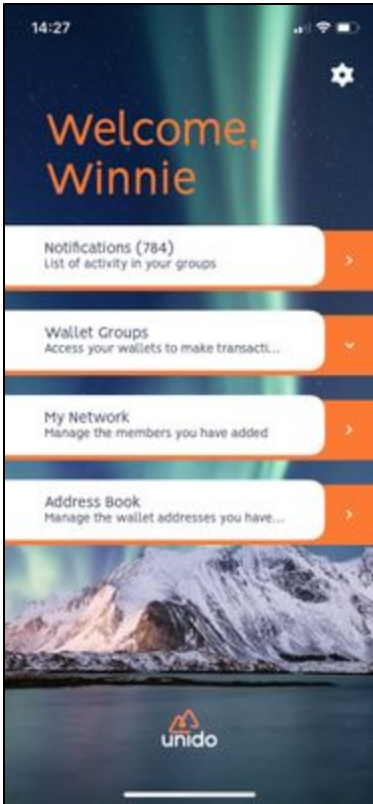 14:27
Welcome,
Winnie
Notifications (784)
List of activity in your groups
Wallet Groups
Access your wallets to make transacti...
My Network
Manage the members you have added
Address Book
Manage the wallet addresses you have...
unido